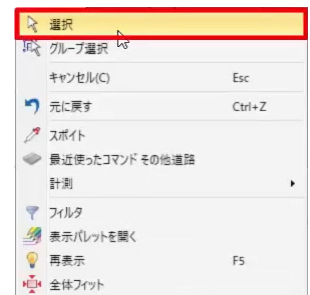 選択
グループ選択
キャンセル(C) Esc
元に戻す Ctrl+Z
スポイト
最近使ったコマンド その他道路
計測
フィルタ
表示パレットを開く
再表示 F5
全体フィット